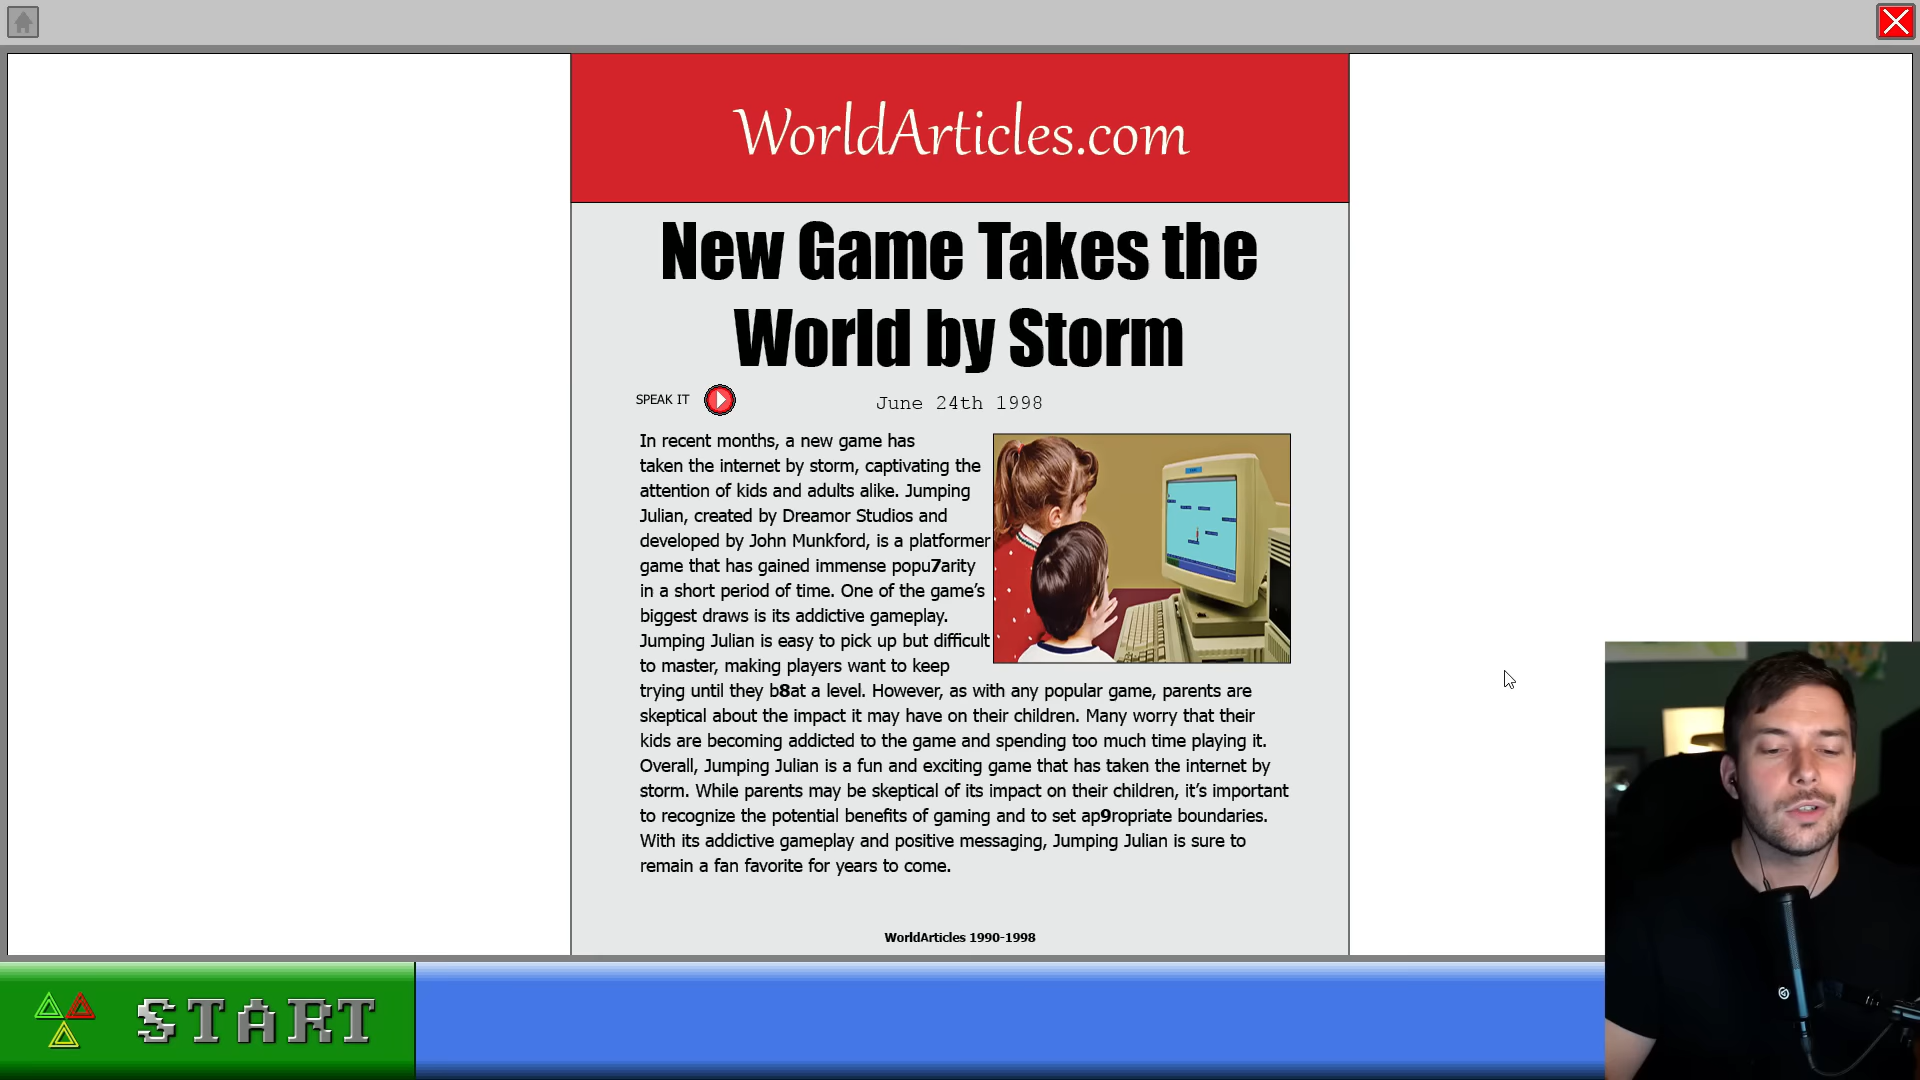 WorldArticles.com
New Game Takes the
World by Storm
SPEAK IT
June 24th 1998
In recent months, a new game has
taken the internet by storm, captivating the
attention of kids and adults alike. Jumping
Julian, created by Dreamor Studios and
developed by John Munkford, is a platformer
game that has gained immense popu7arity
in a short period of time. One of the game's
biggest draws is its addictive gameplay.
Jumping Julian is easy to pick up but difficult
to master, making players want to keep
trying until they b8at a level. However, as with any popular game, parents are
skeptical about the impact it may have on their children. Many worry that their
kids are becoming addicted to the game and spending too much time playing it.
Overall, Jumping Julian is a fun and exciting game that has taken the internet by
storm. While parents may be skeptical of its impact on their children, it's important
to recognize the potential benefits of gaming and to set ap9ropriate boundaries.
With its addictive gameplay and positive messaging, Jumping Julian is sure to
remain a fan favorite for years to come.
WorldArticles 1990-1998
START